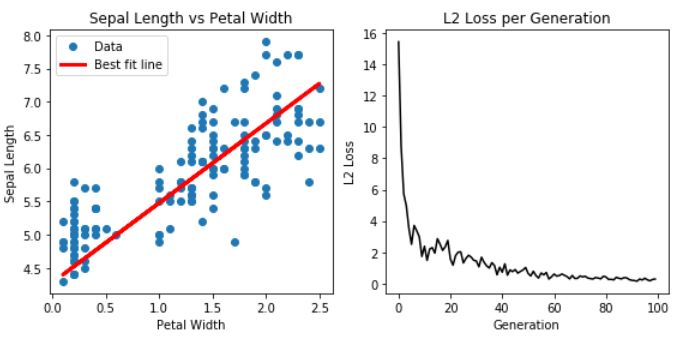 Sepal Length vs Petal Width
8.0
7.5
7.0
6.5
6.0
5.5
5.0
4.5
Sepal Length
Data
Best fit line
0.0 0.5 1.0 1.5 2.0 2.5
Petal Width
L2 Loss per Generation
16
14
12
10
8
6
4
2
0
L2 Loss
0 20 40 60 80 100
Generation